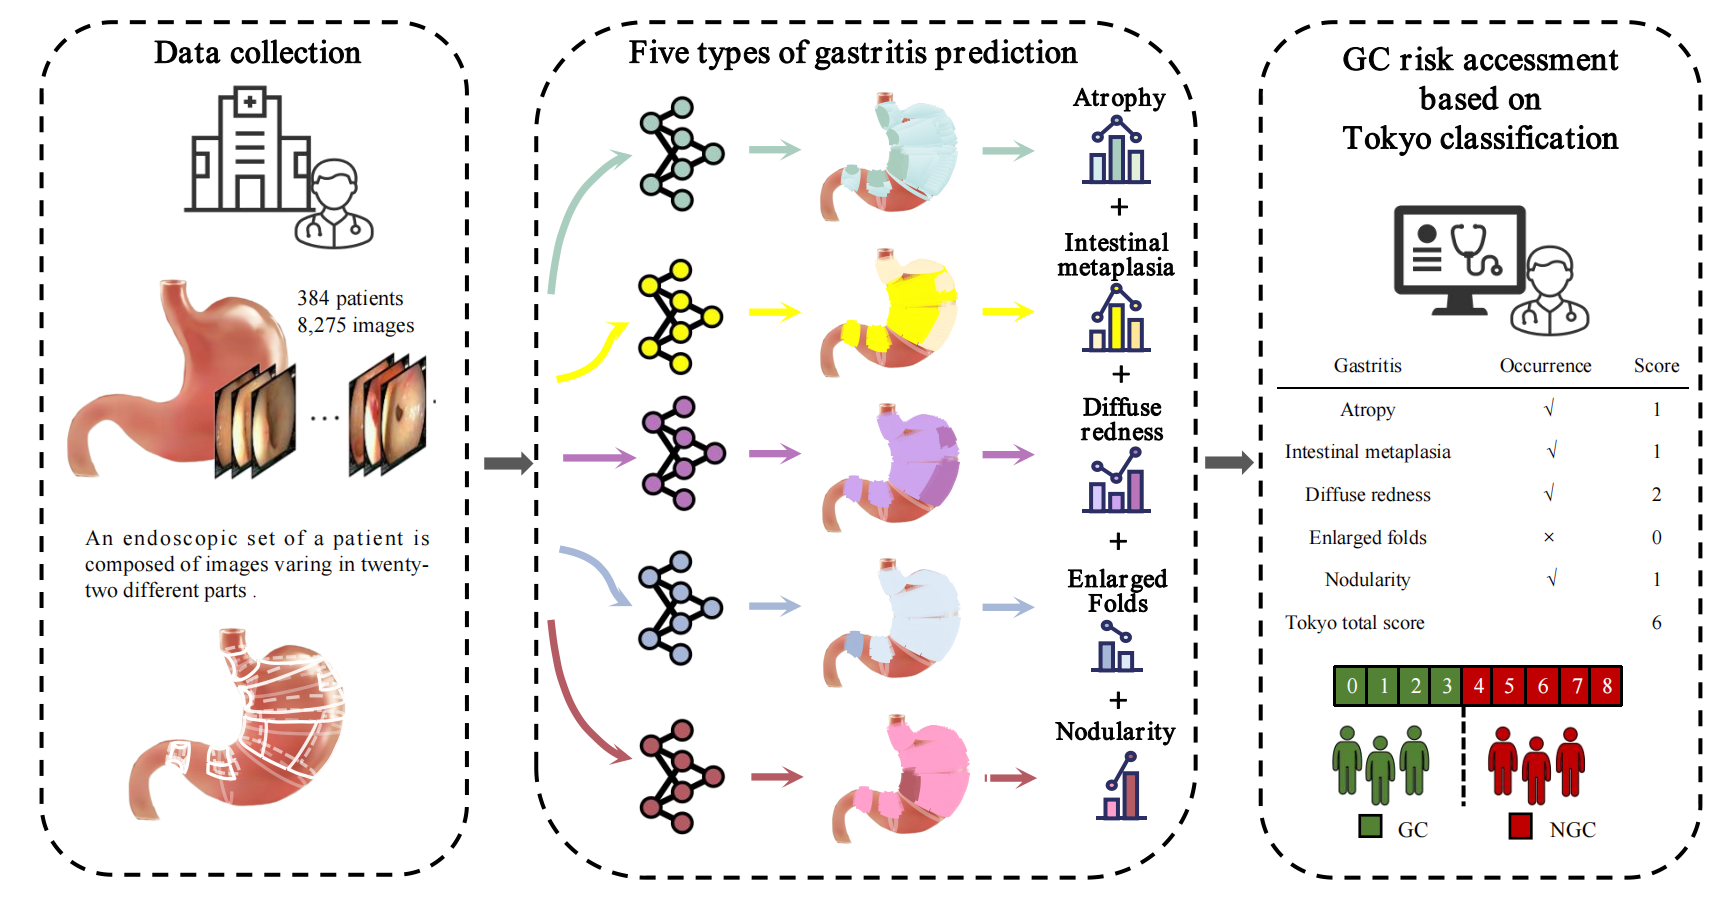 Data collection
384 patients
8,275 images
An endoscopic set of a patient is
composed of images varing in twenty-
two different parts .
Five types of gastritis prediction
Atrophy
+
Intestinal
metaplasia
+
Diffuse
redness
+
Enlarged
Folds
+
Nodularity
GC risk accessment
based on
Tokyo classification
Gastritis Occurrence Score
Atropy √ 1
Intestinal metaplasia √ 1
Diffuse redness √ 2
Enlarged folds × 0
Nodularity √ 1
Tokyo total score 6
0 1 2 3 4 5 6 7 8
GC NGC